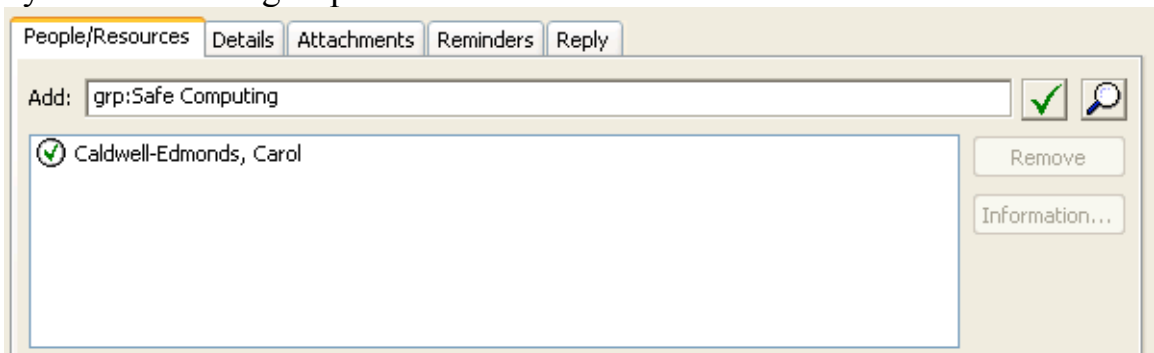 People/Resources Details Attachments Reminders Reply
Add: grp:Safe Computing
Caldwell-Edmonds, Carol
Remove
Information...